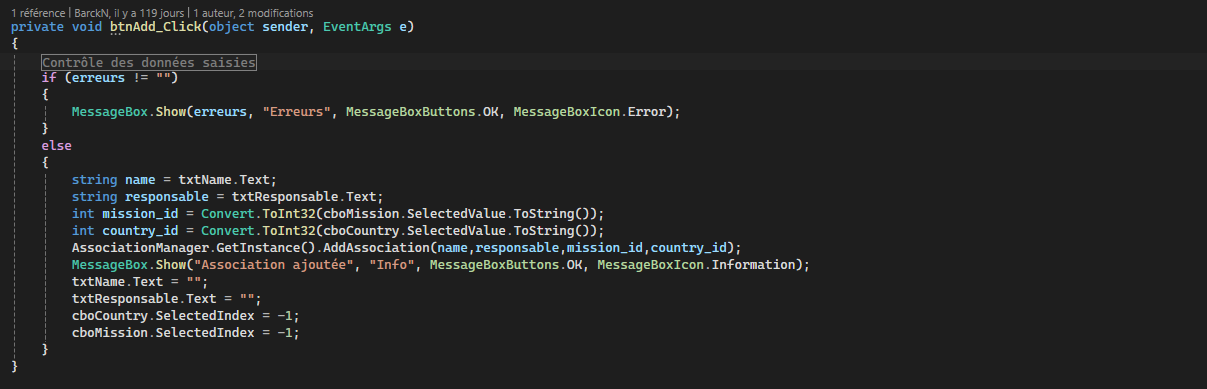 1 référence | BarckN, il y a 119 jours | 1 auteur, 2 modifications
private void btnAdd_Click(object sender, EventArgs e)
{
    Contrôle des données saisies
    if (erreurs != "")
    {
        MessageBox.Show(erreurs, "Erreurs", MessageBoxButtons.OK, MessageBoxIcon.Error);
    }
    else
    {
        string name = txtName.Text;
        string responsable = txtResponsable.Text;
        int mission_id = Convert.ToInt32(cboMission.SelectedValue.ToString());
        int country_id = Convert.ToInt32(cboCountry.SelectedValue.ToString());
        AssociationManager.GetInstance().AddAssociation(name,responsable,mission_id,country_id);
        MessageBox.Show("Association ajoutée", "Info", MessageBoxButtons.OK, MessageBoxIcon.Information);
        txtName.Text = "";
        txtResponsable.Text = "";
        cboCountry.SelectedIndex = -1;
        cboMission.SelectedIndex = -1;
    }
}